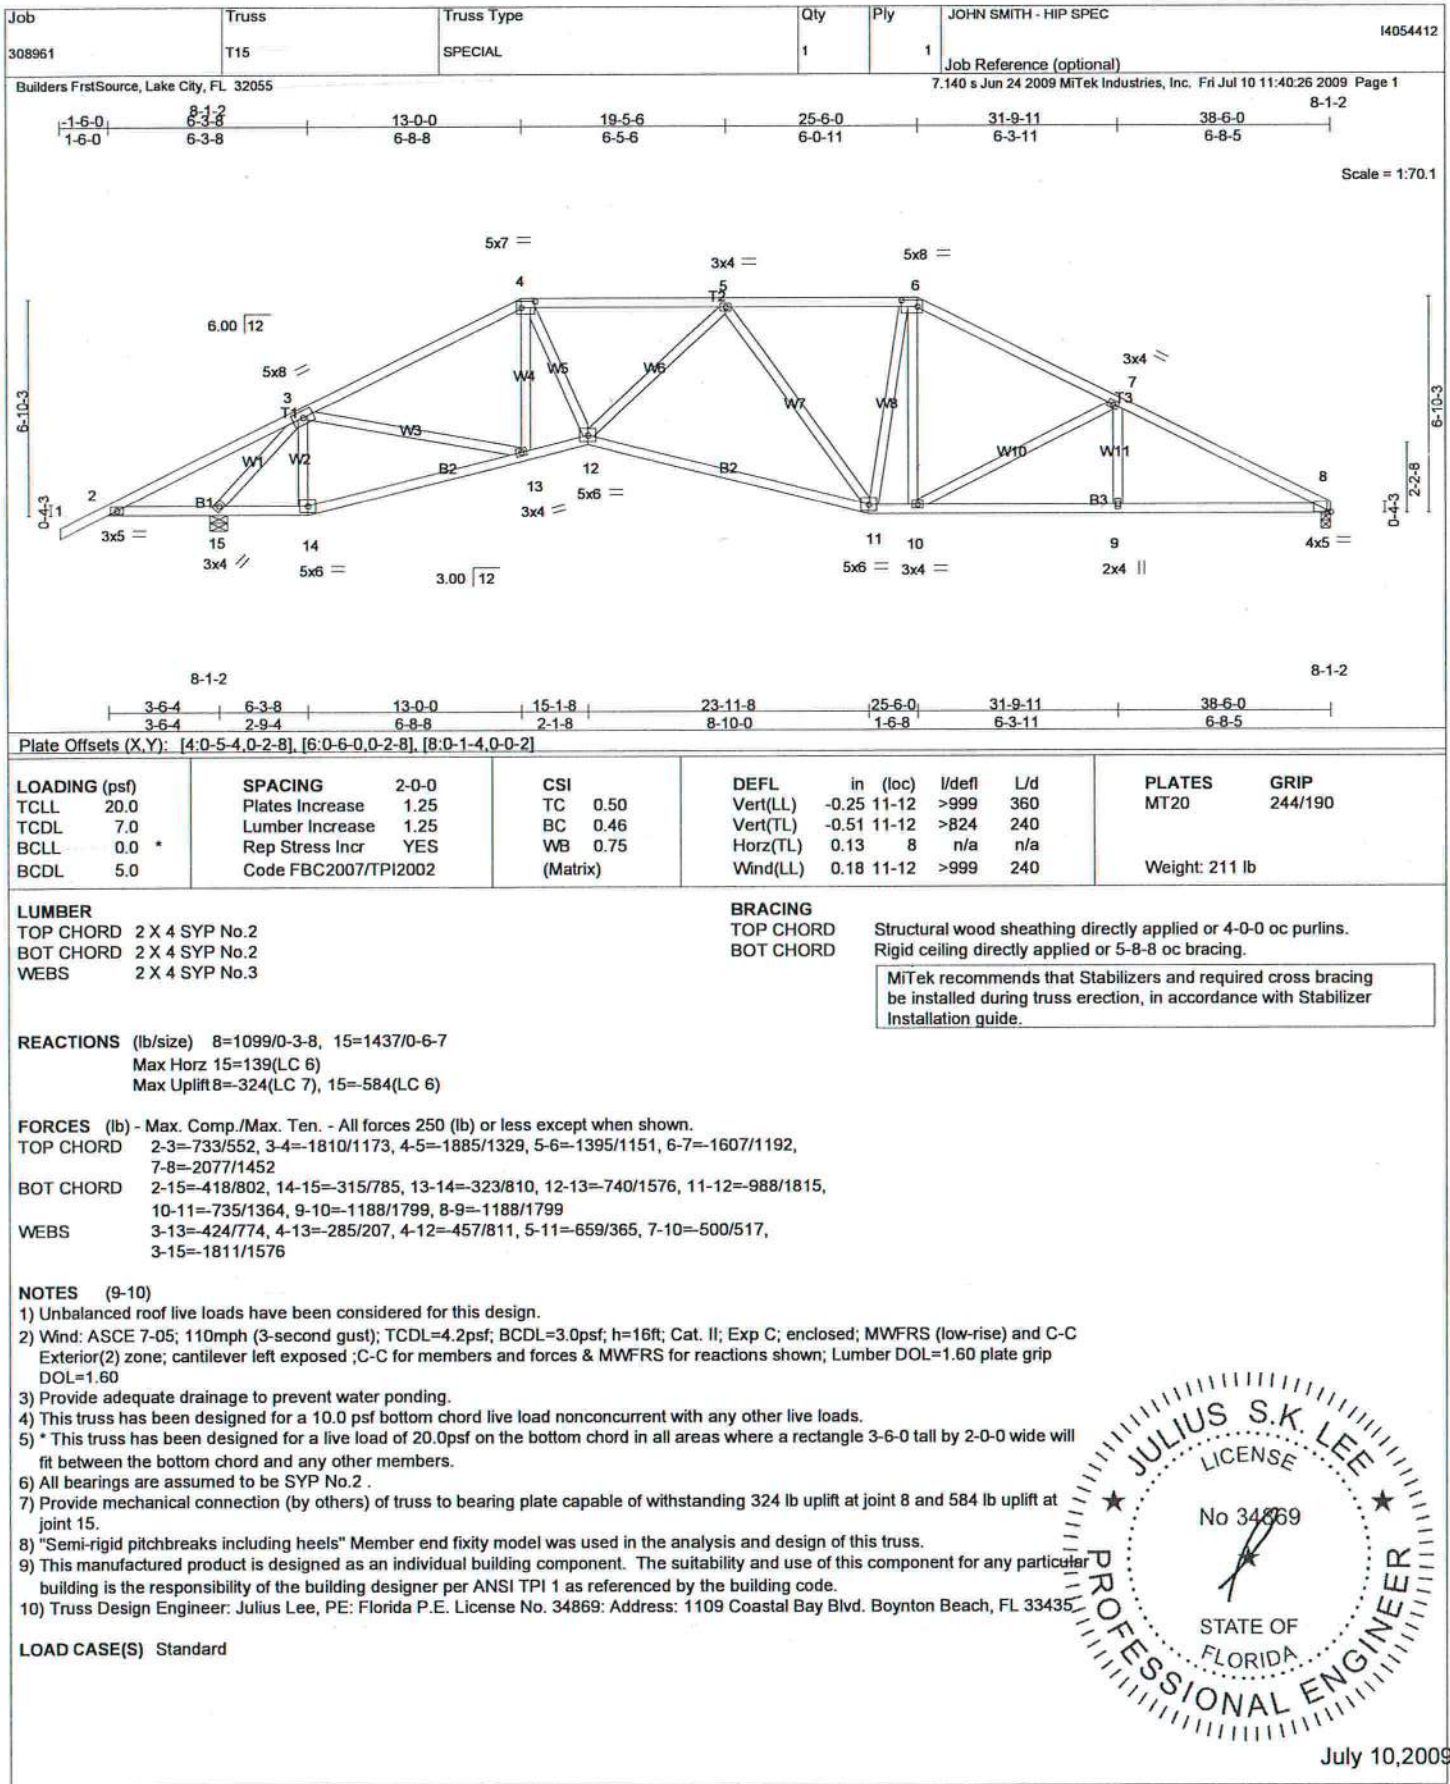 Job Truss Truss Type Qty Ply JOHN SMITH - HIP SPEC
I4054412
308961 T15 SPECIAL 1 1
Job Reference (optional)
Builders FrstSource, Lake City, FL 32055 7.140 s Jun 24 2009 MiTek Industries, Inc. Fri Jul 10 11:40:26 2009 Page 1
8-1-2 8-1-2
-1-6-0 6-3-8 13-0-0 19-5-6 25-6-0 31-9-11 38-6-0
1-6-0 6-3-8 6-8-8 6-5-6 6-0-11 6-3-11 6-8-5
Scale = 1:70.1
5x7 =
3x4 =
5x8 =
4 5 6
T2
6.00 12
5x8
3x4
3 7
T1 T3
W5 W6
W4
W7 W8
W3
W1 W2
W10 W11
6-10-3
6-10-3
2-2-8
0-4-3
0-4-3
B2 B2
2 8
1
B1 B3
12
13
5x6 =
3x4 =
3x5 =
15 14 11 10 9
4x5 =
3x4 //
5x6 =
5x6 = 3x4 =
2x4 ||
3.00 12
8-1-2 8-1-2
3-6-4 6-3-8 13-0-0 15-1-8 23-11-8 25-6-0 31-9-11 38-6-0
3-6-4 2-9-4 6-8-8 2-1-8 8-10-0 1-6-8 6-3-11 6-8-5
Plate Offsets (X,Y): [4:0-5-4,0-2-8], [6:0-6-0,0-2-8], [8:0-1-4,0-0-2]
LOADING (psf) SPACING 2-0-0 CSI DEFL in (loc) l/defl L/d PLATES GRIP
TCLL 20.0 Plates Increase 1.25 TC 0.50 Vert(LL) -0.25 11-12 >999 360 MT20 244/190
TCDL 7.0 Lumber Increase 1.25 BC 0.46 Vert(TL) -0.51 11-12 >824 240
BCLL 0.0 * Rep Stress Incr YES WB 0.75 Horz(TL) 0.13 8 n/a n/a
BCDL 5.0 Code FBC2007/TPI2002 (Matrix) Wind(LL) 0.18 11-12 >999 240 Weight: 211 lb
LUMBER
TOP CHORD 2 X 4 SYP No.2
BOT CHORD 2 X 4 SYP No.2
WEBS 2 X 4 SYP No.3
BRACING
TOP CHORD Structural wood sheathing directly applied or 4-0-0 oc purlins.
BOT CHORD Rigid ceiling directly applied or 5-8-8 oc bracing.
MiTek recommends that Stabilizers and required cross bracing
be installed during truss erection, in accordance with Stabilizer
Installation guide.
REACTIONS (lb/size) 8=1099/0-3-8, 15=1437/0-6-7
Max Horz 15=139(LC 6)
Max Uplift 8=-324(LC 7), 15=-584(LC 6)
FORCES (lb) - Max. Comp./Max. Ten. - All forces 250 (lb) or less except when shown.
TOP CHORD 2-3=-733/552, 3-4=-1810/1173, 4-5=-1885/1329, 5-6=-1395/1151, 6-7=-1607/1192,
7-8=-2077/1452
BOT CHORD 2-15=-418/802, 14-15=-315/785, 13-14=-323/810, 12-13=-740/1576, 11-12=-988/1815,
10-11=-735/1364, 9-10=-1188/1799, 8-9=-1188/1799
WEBS 3-13=-424/774, 4-13=-285/207, 4-12=-457/811, 5-11=-659/365, 7-10=-500/517,
3-15=-1811/1576
NOTES (9-10)
1) Unbalanced roof live loads have been considered for this design.
2) Wind: ASCE 7-05; 110mph (3-second gust); TCDL=4.2psf; BCDL=3.0psf; h=16ft; Cat. II; Exp C; enclosed; MWFRS (low-rise) and C-C
Exterior(2) zone; cantilever left exposed ;C-C for members and forces & MWFRS for reactions shown; Lumber DOL=1.60 plate grip
DOL=1.60
3) Provide adequate drainage to prevent water ponding.
4) This truss has been designed for a 10.0 psf bottom chord live load nonconcurrent with any other live loads.
5) * This truss has been designed for a live load of 20.0psf on the bottom chord in all areas where a rectangle 3-6-0 tall by 2-0-0 wide will
fit between the bottom chord and any other members.
6) All bearings are assumed to be SYP No.2 .
7) Provide mechanical connection (by others) of truss to bearing plate capable of withstanding 324 lb uplift at joint 8 and 584 lb uplift at
joint 15.
8) "Semi-rigid pitchbreaks including heels" Member end fixity model was used in the analysis and design of this truss.
9) This manufactured product is designed as an individual building component. The suitability and use of this component for any particular
building is the responsibility of the building designer per ANSI TPI 1 as referenced by the building code.
10) Truss Design Engineer: Julius Lee, PE: Florida P.E. License No. 34869: Address: 1109 Coastal Bay Blvd. Boynton Beach, FL 33435
LOAD CASE(S) Standard
JULIUS S.K. LEE
LICENSE
No 34869
STATE OF
FLORIDA
PROFESSIONAL ENGINEER
July 10,2009